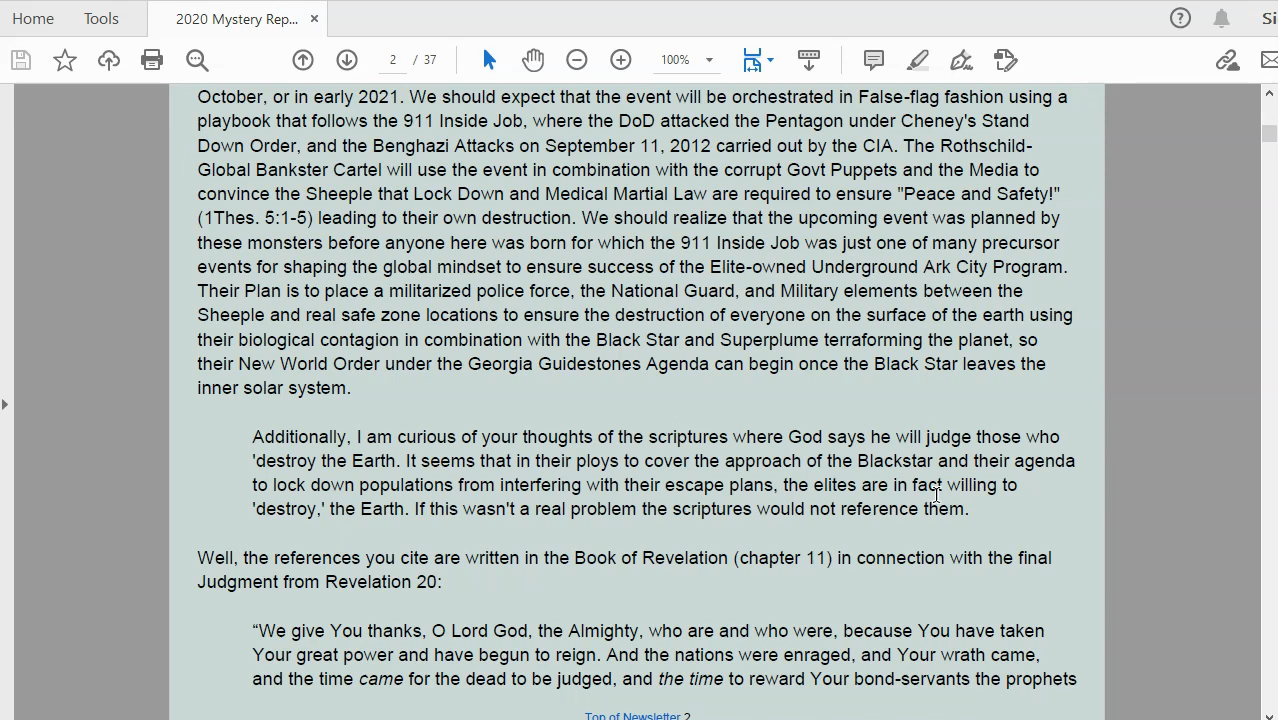 Home Tools 2020 Mystery Rep... ×
2 / 37 100%
October, or in early 2021. We should expect that the event will be orchestrated in False-flag fashion using a
playbook that follows the 911 Inside Job, where the DoD attacked the Pentagon under Cheney's Stand
Down Order, and the Benghazi Attacks on September 11, 2012 carried out by the CIA. The Rothschild-
Global Bankster Cartel will use the event in combination with the corrupt Govt Puppets and the Media to
convince the Sheeple that Lock Down and Medical Martial Law are required to ensure "Peace and Safety!"
(1Thes. 5:1-5) leading to their own destruction. We should realize that the upcoming event was planned by
these monsters before anyone here was born for which the 911 Inside Job was just one of many precursor
events for shaping the global mindset to ensure success of the Elite-owned Underground Ark City Program.
Their Plan is to place a militarized police force, the National Guard, and Military elements between the
Sheeple and real safe zone locations to ensure the destruction of everyone on the surface of the earth using
their biological contagion in combination with the Black Star and Superplume terraforming the planet, so
their New World Order under the Georgia Guidestones Agenda can begin once the Black Star leaves the
inner solar system.
Additionally, I am curious of your thoughts of the scriptures where God says he will judge those who
'destroy the Earth. It seems that in their ploys to cover the approach of the Blackstar and their agenda
to lock down populations from interfering with their escape plans, the elites are in fact willing to
'destroy,' the Earth. If this wasn't a real problem the scriptures would not reference them.
Well, the references you cite are written in the Book of Revelation (chapter 11) in connection with the final
Judgment from Revelation 20:
“We give You thanks, O Lord God, the Almighty, who are and who were, because You have taken
Your great power and have begun to reign. And the nations were enraged, and Your wrath came,
and the time came for the dead to be judged, and the time to reward Your bond-servants the prophets
Top of Newsletter 2